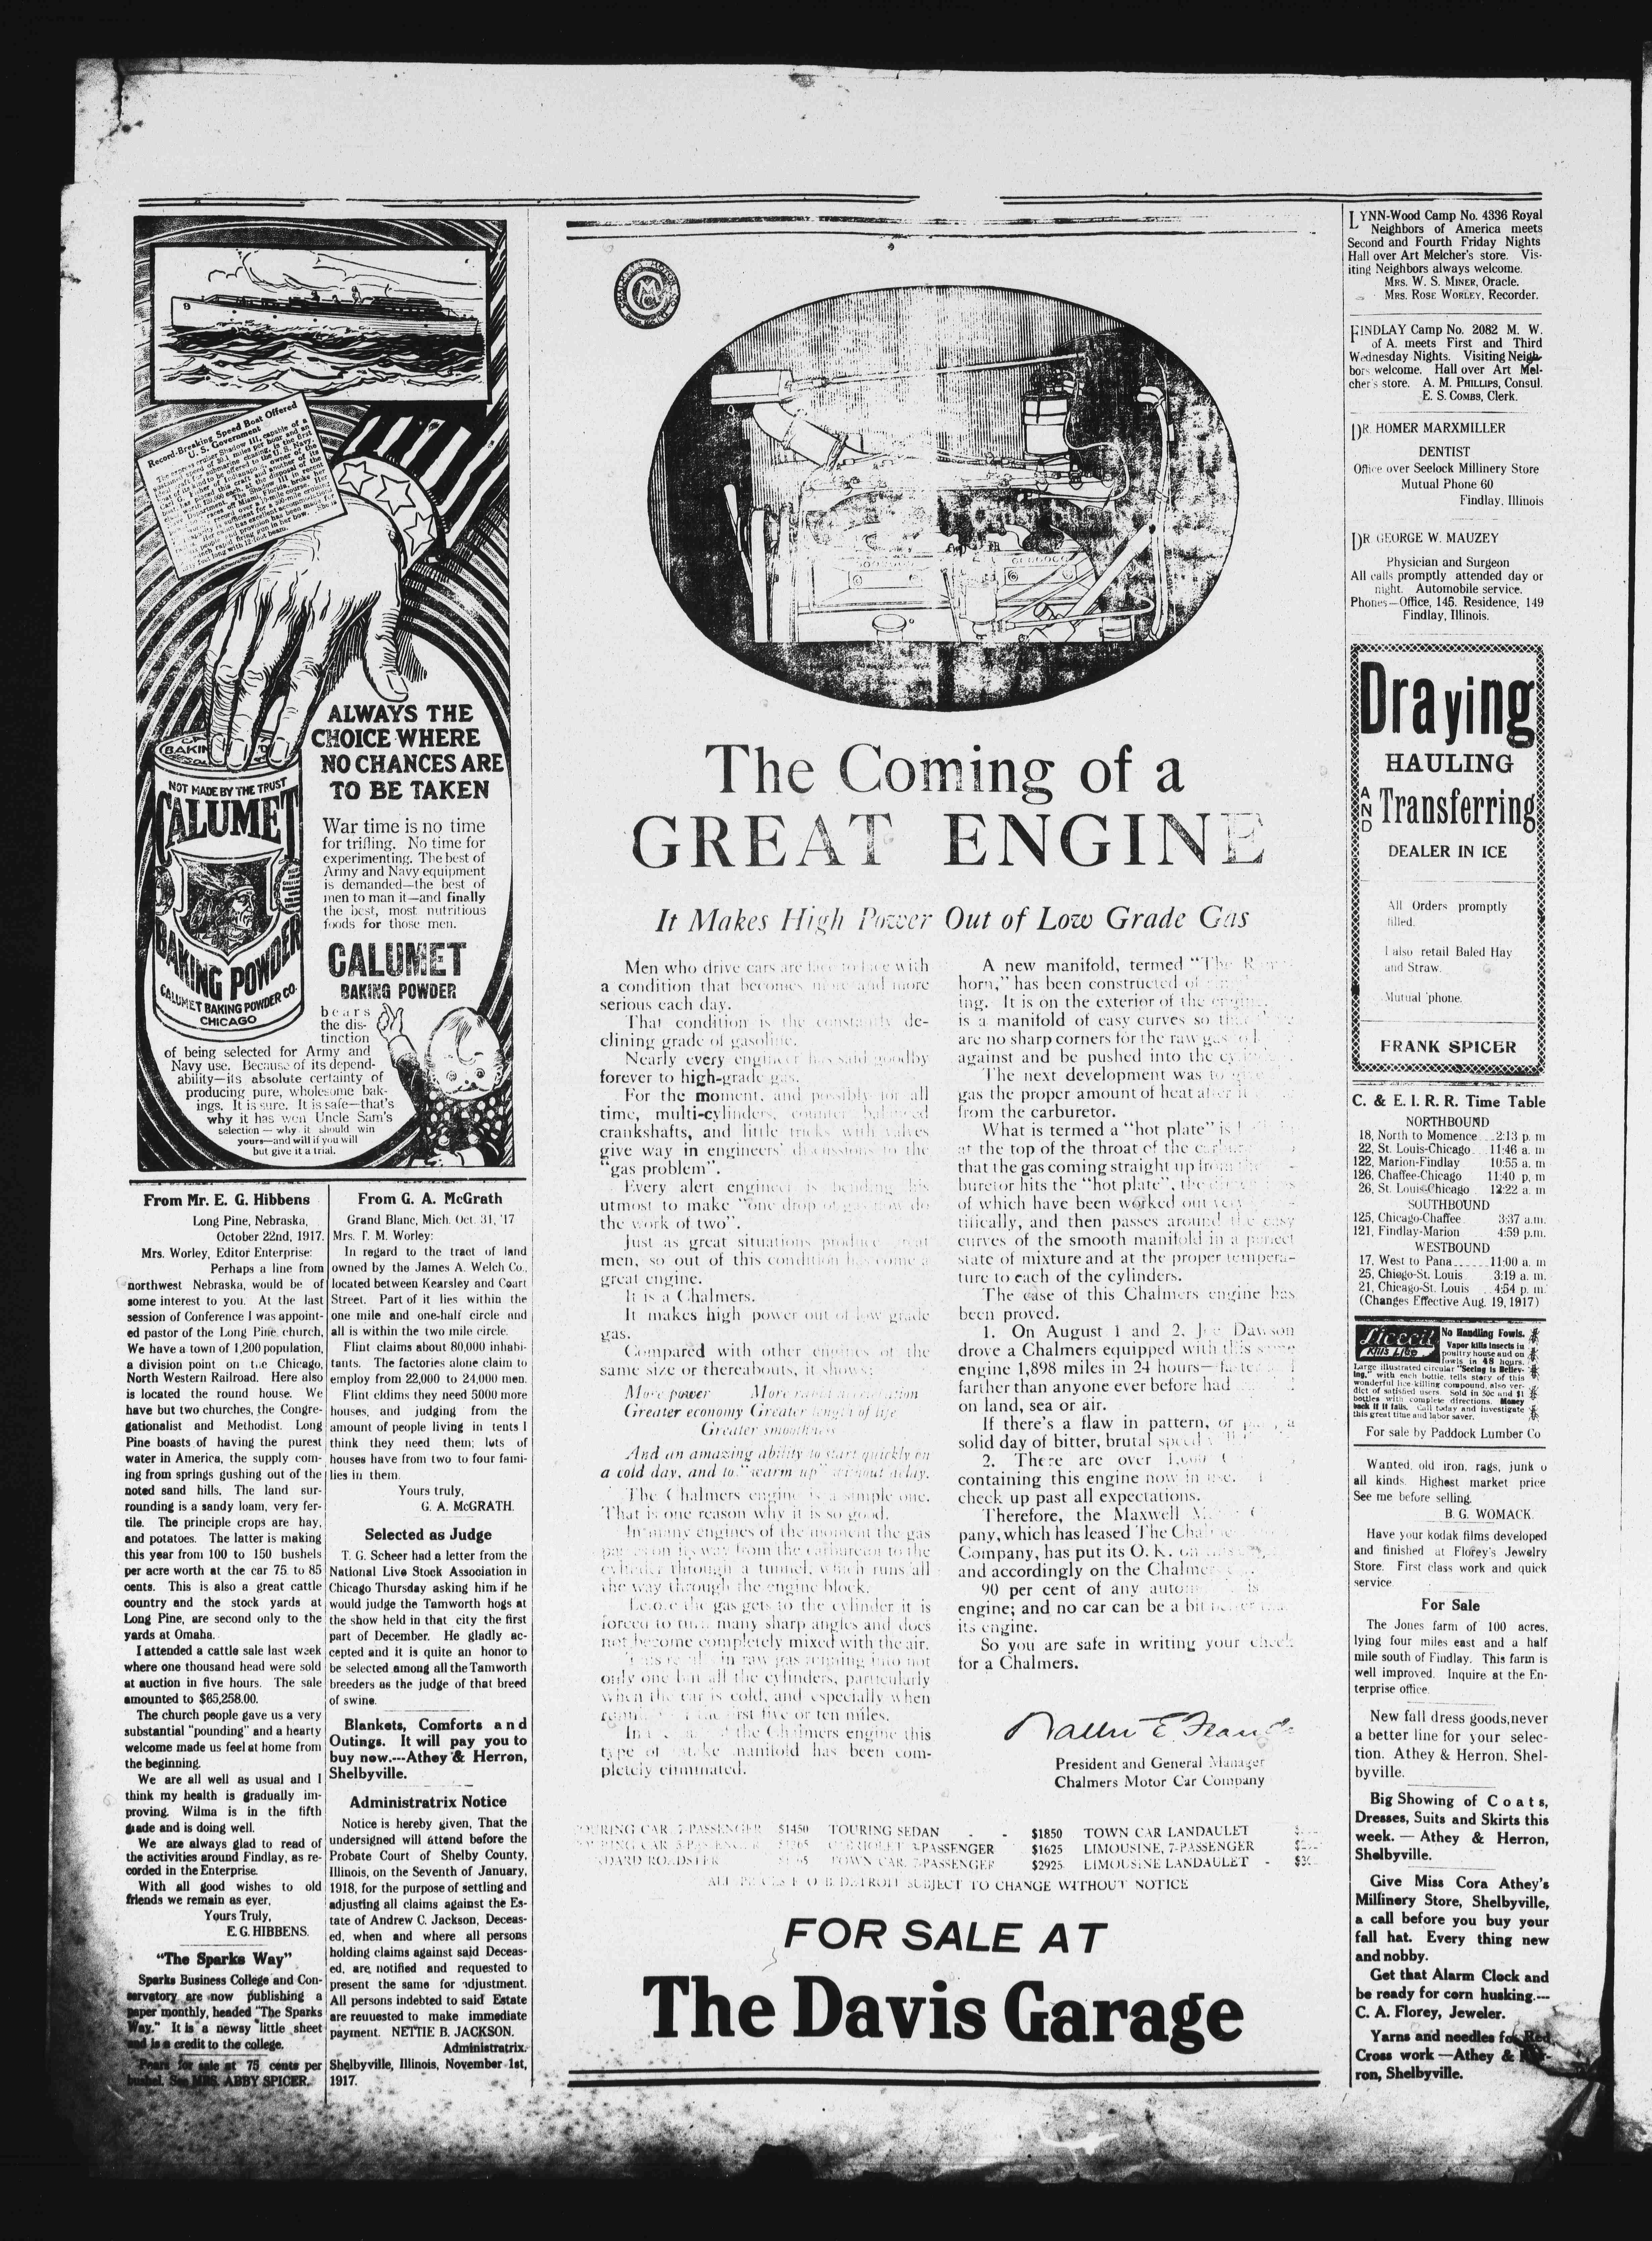 Record-Breaking Speed Boat Offered
U. S. Government
ALWAYS THE
CHOICE WHERE
NO CHANCES ARE
TO BE TAKEN
War time is no time
for trifling. No time for
experimenting. The best of
Army and Navy equipment
is demanded—the best of
men to man it—and finally
the best, most nutritious
foods for those men.
NOT MADE BY THE TRUST
CALUMET
BAKING POWDER
CALUMET BAKING POWDER CO.
CHICAGO
CALUMET
BAKING POWDER
bears
the dis-
tinction
of being selected for Army and
Navy use. Because of its depend-
ability—its absolute certainty of
producing pure, wholesome bak-
ings. It is sure. It is safe—that's
why it has won Uncle Sam's
selection — why it should win
yours—and will if you will
but give it a trial.
From Mr. E. G. Hibbens
Long Pine, Nebraska,
October 22nd, 1917.
Mrs. Worley, Editor Enterprise:
Perhaps a line from
northwest Nebraska, would be of
some interest to you. At the last
session of Conference I was appoint-
ed pastor of the Long Pine church,
We have a town of 1,200 population,
a division point on the Chicago,
North Western Railroad. Here also
is located the round house. We
have but two churches, the Congre-
gationalist and Methodist. Long
Pine boasts of having the purest
water in America, the supply com-
ing from springs gushing out of the
noted sand hills. The land sur-
rounding is a sandy loam, very fer-
tile. The principle crops are hay,
and potatoes. The latter is making
this year from 100 to 150 bushels
per acre worth at the car 75 to 85
cents. This is also a great cattle
country and the stock yards at
Long Pine, are second only to the
yards at Omaha.
I attended a cattle sale last week
where one thousand head were sold
at auction in five hours. The sale
amounted to $65,258.00.
The church people gave us a very
substantial "pounding" and a hearty
welcome made us feel at home from
the beginning.
We are all well as usual and I
think my health is gradually im-
proving. Wilma is in the fifth
grade and is doing well.
We are always glad to read of
the activities around Findlay, as re-
corded in the Enterprise.
With all good wishes to old
friends we remain as ever,
Yours Truly,
E. G. HIBBENS.
"The Sparks Way"
Sparks Business College and Con-
servatory are now publishing a
paper monthly, headed "The Sparks
Way." It is a newsy little sheet
and is a credit to the college.
Pears for sale at 75 cents per
bushel. See MRS. ABBY SPICER.
From G. A. McGrath
Grand Blanc, Mich. Oct. 31, '17
Mrs. T. M. Worley:
In regard to the tract of land
owned by the James A. Welch Co.,
located between Kearsley and Court
Street. Part of it lies within the
one mile and one-half circle and
all is within the two mile circle.
Flint claims about 80,000 inhabi-
tants. The factories alone claim to
employ from 22,000 to 24,000 men.
Flint cldims they need 5000 more
houses, and judging from the
amount of people living in tents I
think they need them; lots of
houses have from two to four fami-
lies in them.
Yours truly,
G. A. McGRATH.
Selected as Judge
T. G. Scheer had a letter from the
National Live Stock Association in
Chicago Thursday asking him if he
would judge the Tamworth hogs at
the show held in that city the first
part of December. He gladly ac-
cepted and it is quite an honor to
be selected among all the Tamworth
breeders as the judge of that breed
of swine.
Blankets, Comforts and
Outings. It will pay you to
buy now.---Athey & Herron,
Shelbyville.
Administratrix Notice
Notice is hereby given, That the
undersigned will attend before the
Probate Court of Shelby County,
Illinois, on the Seventh of January,
1918, for the purpose of settling and
adjusting all claims against the Es-
tate of Andrew C. Jackson, Deceas-
ed, when and where all persons
holding claims against said Deceas-
ed, are notified and requested to
present the same for adjustment.
All persons indebted to said Estate
are reuuested to make immediate
payment. NETTIE B. JACKSON.
Administratrix.
Shelbyville, Illinois, November 1st,
1917.
The Coming of a
GREAT ENGINE
It Makes High Power Out of Low Grade Gas
Men who drive cars are face to face with
a condition that becomes more and more
serious each day.
That condition is the constantly de-
clining grade of gasoline.
Nearly every engineer has said goodby
forever to high-grade gas.
For the moment, and possibly for all
time, multi-cylinders, counter balanced
crankshafts, and little tricks with valves
give way in engineers' discussions to the
"gas problem".
Every alert engineer is bending his
utmost to make "one drop of gas now do
the work of two".
Just as great situations produce great
men, so out of this condition has come a
great engine.
It is a Chalmers.
It makes high power out of low grade
gas.
Compared with other engines of the
same size or thereabouts, it shows:
More power More rapid acceleration
Greater economy Greater length of life
Greater smoothness
And an amazing ability to start quickly on
a cold day, and to "warm up" without delay.
The Chalmers engine is a simple one.
That is one reason why it is so good.
In many engines of the moment the gas
passes on its way from the carburetor to the
cylinder through a tunnel, which runs all
the way through the engine block.
Before the gas gets to the cylinder it is
forced to turn many sharp angles and does
not become completely mixed with the air.
in raw gas running into not
only one but all the cylinders, particularly
when the car is cold, and especially when
the first five or ten miles.
the Chalmers engine this
type of intake manifold has been com-
pletely eliminated.
A new manifold, termed "The
horn," has been constructed of
ing. It is on the exterior of the engine,
is a manifold of easy curves so
are no sharp corners for the raw gas to
against and be pushed into the
The next development was to give
gas the proper amount of heat after it
from the carburetor.
What is termed a "hot plate" is
at the top of the throat of the
that the gas coming straight up from the
buretor hits the "hot plate", the
of which have been worked out very
tifically, and then passes around the easy
curves of the smooth manifold in a perfect
state of mixture and at the proper tempera-
ture to each of the cylinders.
The case of this Chalmers engine has
been proved.
1. On August 1 and 2, Joe Dawson
drove a Chalmers equipped with this same
engine 1,898 miles in 24 hours—faster
farther than anyone ever before had
on land, sea or air.
If there's a flaw in pattern, or a
solid day of bitter, brutal speed
2. There are over
containing this engine now in use.
check up past all expectations.
Therefore, the Maxwell
pany, which has leased The
Company, has put its O. K. on
and accordingly on the Chalmers
90 per cent of any is
engine; and no car can be a bit better than
its engine.
So you are safe in writing your check
for a Chalmers.
President and General Manager
Chalmers Motor Car Company
TOURING CAR, 7-PASSENGER $1450 TOURING SEDAN - - $1850 TOWN CAR LANDAULET
TOURING CAR, 5-PASSENGER CABRIOLET, 3-PASSENGER $1625 LIMOUSINE, 7-PASSENGER
STANDARD ROADSTER TOWN CAR, 7-PASSENGER $2925 LIMOUSINE LANDAULET -
ALL PRICES F. O. B. DETROIT SUBJECT TO CHANGE WITHOUT NOTICE
FOR SALE AT
The Davis Garage
LYNN-Wood Camp No. 4336 Royal
Neighbors of America meets
Second and Fourth Friday Nights
Hall over Art Melcher's store. Vis-
iting Neighbors always welcome.
MRS. W. S. MINER, Oracle.
MRS. ROSE WORLEY, Recorder.
FINDLAY Camp No. 2082 M. W.
of A. meets First and Third
Wednesday Nights. Visiting Neigh-
bors welcome. Hall over Art Mel-
cher's store. A. M. PHILLIPS, Consul.
E. S. COMBS, Clerk.
DR. HOMER MARXMILLER
DENTIST
Office over Seelock Millinery Store
Mutual Phone 60
Findlay, Illinois
DR GEORGE W. MAUZEY
Physician and Surgeon
All calls promptly attended day or
night. Automobile service.
Phones—Office, 145. Residence, 149
Findlay, Illinois.
Draying
HAULING
AND Transferring
DEALER IN ICE
All Orders promptly
filled.
I also retail Baled Hay
and Straw.
Mutual 'phone.
FRANK SPICER
C. & E. I. R. R. Time Table
NORTHBOUND
18, North to Momence...2:13 p. m
22, St. Louis-Chicago 11:46 a. m
122, Marion-Findlay 10:55 a. m
126, Chaffee-Chicago 11:40 p. m
26, St. Louis-Chicago 12:22 a. m
SOUTHBOUND
125, Chicago-Chaffee 3:37 a.m.
121, Findlay-Marion 4:59 p.m.
WESTBOUND
17, West to Pana......11:00 a. m
25, Chicgo-St. Louis 3:19 a. m.
21, Chicago-St. Louis 4:54 p. m.
(Changes Effective Aug. 19, 1917)
Licecil
KILLS LICE
No Handling Fowls.
Vapor kills insects in
poultry house and on
fowls in 48 hours.
Large illustrated circular "Seeing is Believ-
ing," with each bottle, tells story of this
wonderful lice-killing compound, also ver-
dict of satisfied users. Sold in 50c and $1
bottles with complete directions. Money
back if it fails. Call today and investigate
this great time and labor saver.
For sale by Paddock Lumber Co
Wanted, old iron, rags, junk o
all kinds. Highest market price
See me before selling.
B. G. WOMACK.
Have your kodak films developed
and finished at Florey's Jewelry
Store. First class work and quick
service.
For Sale
The Jones farm of 100 acres,
lying four miles east and a half
mile south of Findlay. This farm is
well improved. Inquire at the En-
terprise office.
New fall dress goods,never
a better line for your selec-
tion. Athey & Herron, Shel-
byville.
Big Showing of Coats,
Dresses, Suits and Skirts this
week. — Athey & Herron,
Shelbyville.
Give Miss Cora Athey's
Millinery Store, Shelbyville,
a call before you buy your
fall hat. Every thing new
and nobby.
Get that Alarm Clock and
be ready for corn husking.---
C. A. Florey, Jeweler.
Yarns and needles for Red
Cross work —Athey & Her-
ron, Shelbyville.